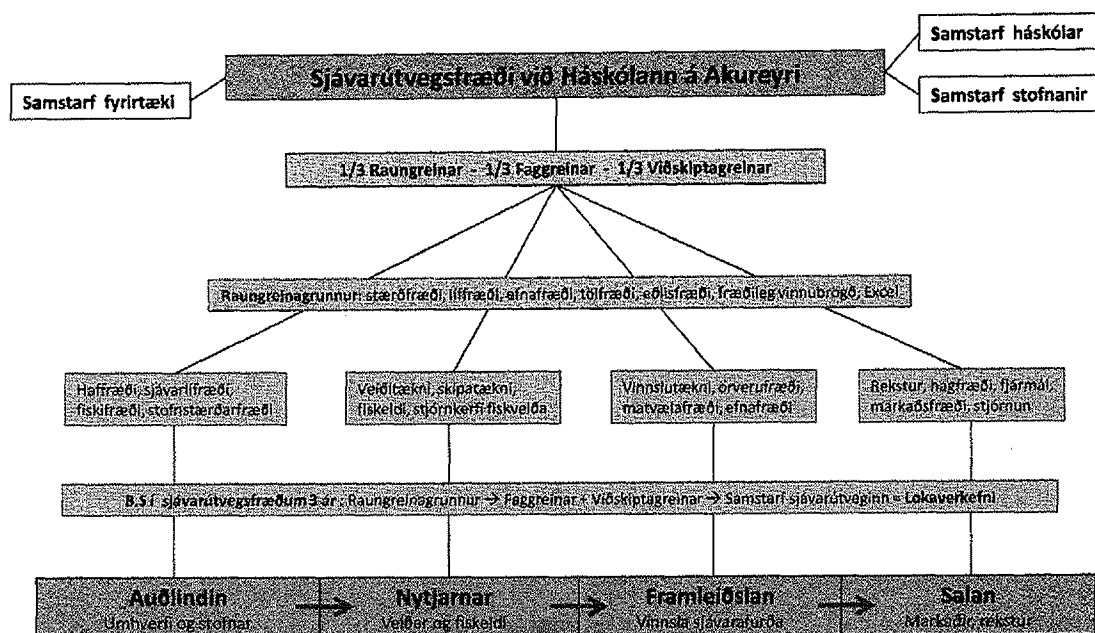 Samstarf háskólar
Sjávarútvegsfræði við Háskólann á Akureyri
Samstarf fyrirtæki
Samstarf stofnanir
1/3 Raungreinar - 1/3 Faggreinar - 1/3 Viðskiptagreinar
Raungreinagrunnur: stærðfræði, líffræði, efnafræði, tölfræði, eðlisfræði, fræðileg vinnubrögð, Excel
Haffræði, sjávarlífræði,
fiskifræði, stofnstærðarfræði
Veiðitækni, skipatækni,
fiskeldi, stjórnkerfi fiskveiða
Vinnslutækni, örverufræði,
matvælafræði, efnafræði
Rekstur, hagfræði, fjármál,
markaðsfræði, stjórnun
B.S í sjávarútvegsfræðum 3 ár: Raungreinagrunnur → Faggreinar + Viðskiptagreinar → Samstarf sjávarútveginn = Lokaverkefni
Auðlindin → Nytjarnar → Framleiðslan → Salan
Umhverfi og stofnar Veiðar og fiskeldi Vinnsla sjávarafurða Markaðir, rekstur